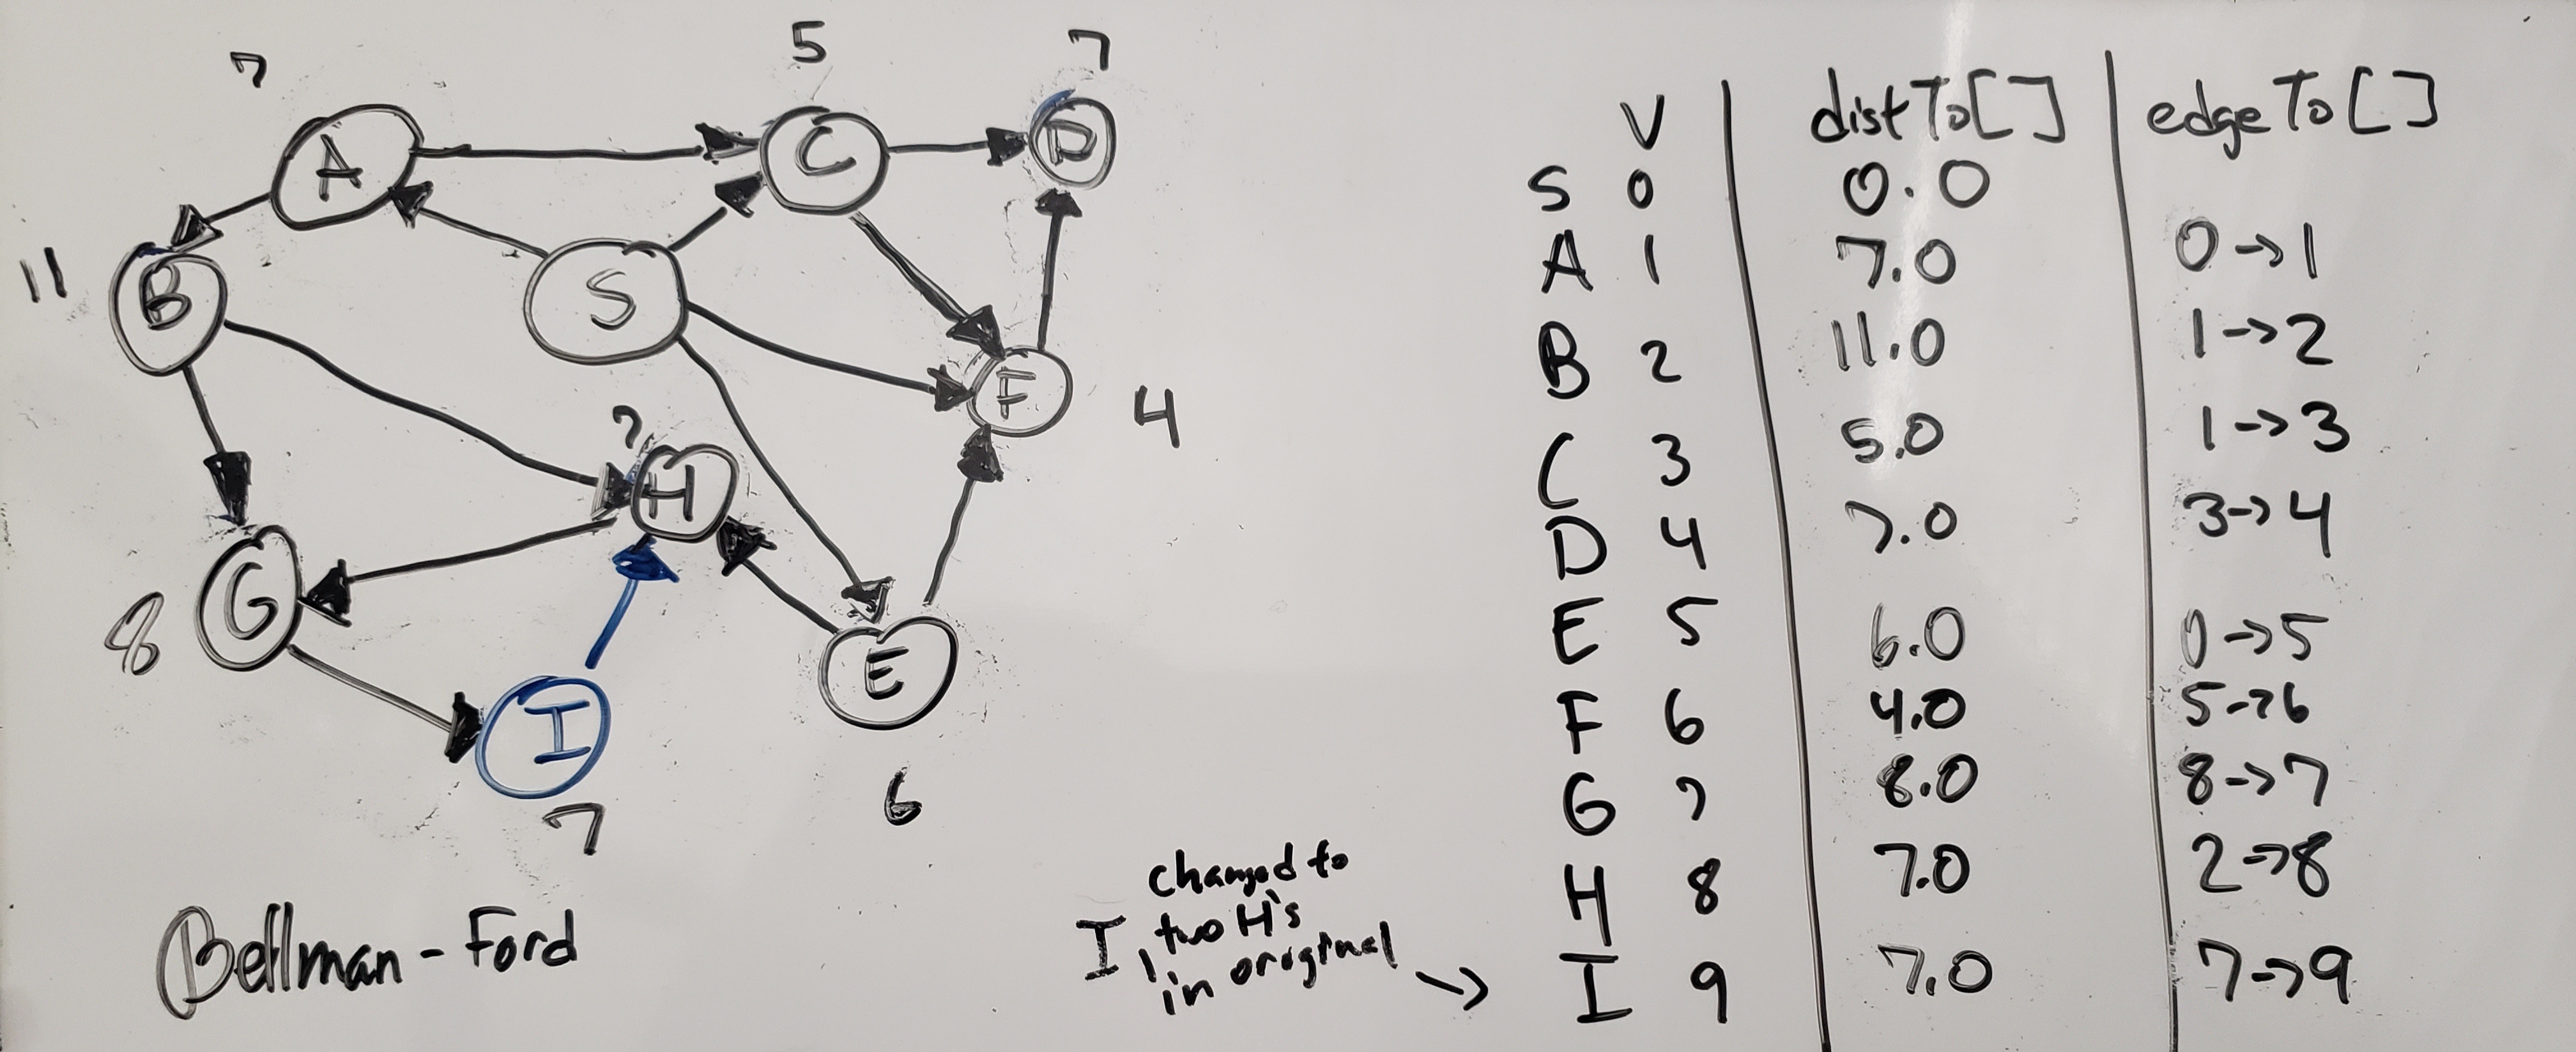 7
5
7
A
C
D
11
B
S
F
4
7
H
G
8
I
E
7
6
Bellman - Ford
changed to
I, two H's
in original
->
V | distTo[] | edgeTo[]
S 0 | 0.0 |
A 1 | 7.0 | 0->1
B 2 | 11.0 | 1->2
C 3 | 5.0 | 1->3
D 4 | 7.0 | 3->4
E 5 | 6.0 | 0->5
F 6 | 4.0 | 5->6
G 7 | 8.0 | 8->7
H 8 | 7.0 | 2->8
I 9 | 7.0 | 7->9